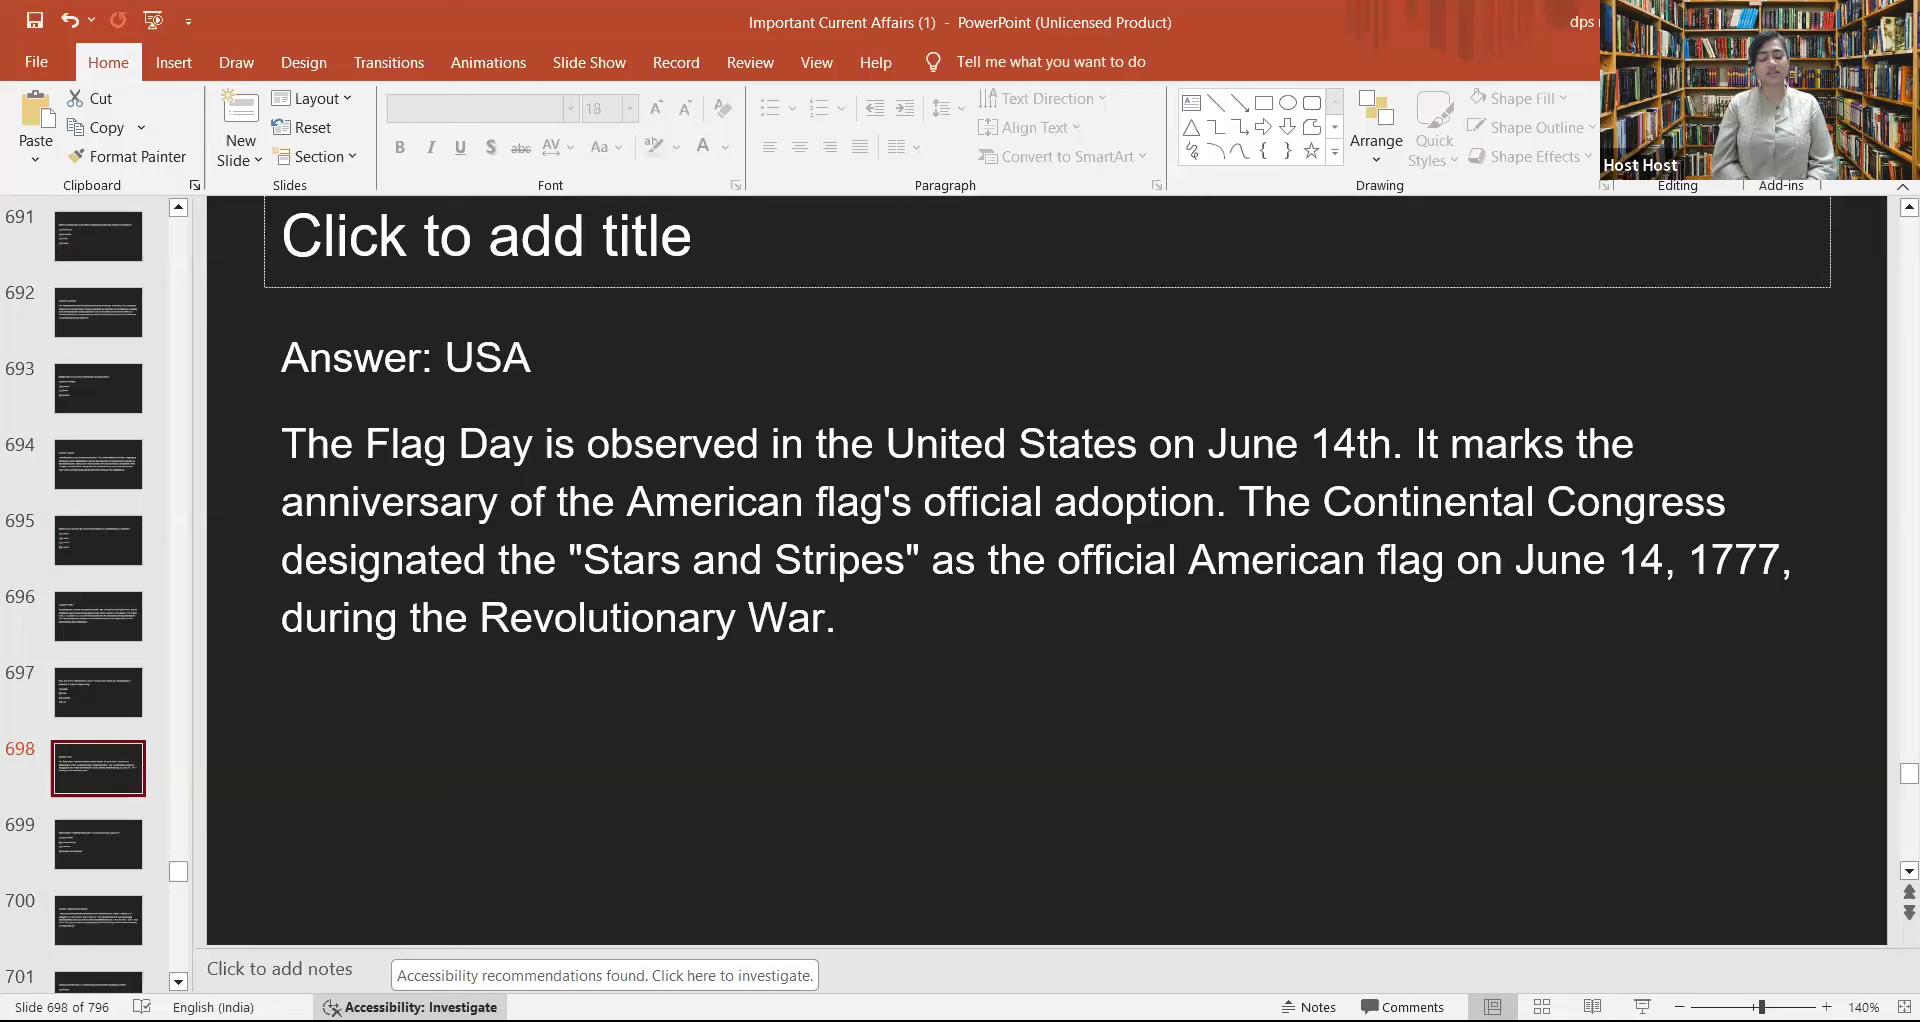 Important Current Affairs (1) - PowerPoint (Unlicensed Product)
dps
File
Home
Insert
Draw
Design
Transitions
Animations
Slide Show
Record
Review
View
Help
Tell me what you want to do
Paste
Cut
Copy
Format Painter
Clipboard
New Slide
Layout
Reset
Section
Slides
18
B I U S abc AV Aa A
Font
Text Direction
Align Text
Convert to SmartArt
Paragraph
Arrange
Quick Styles
Shape Fill
Shape Outline
Shape Effects
Drawing
Editing
Add-ins
Host Host
691
692
693
694
695
696
697
698
699
700
701
Click to add title
Answer: USA
The Flag Day is observed in the United States on June 14th. It marks the
anniversary of the American flag's official adoption. The Continental Congress
designated the "Stars and Stripes" as the official American flag on June 14, 1777,
during the Revolutionary War.
Click to add notes
Accessibility recommendations found. Click here to investigate.
Slide 698 of 796
English (India)
Accessibility: Investigate
Notes
Comments
140%